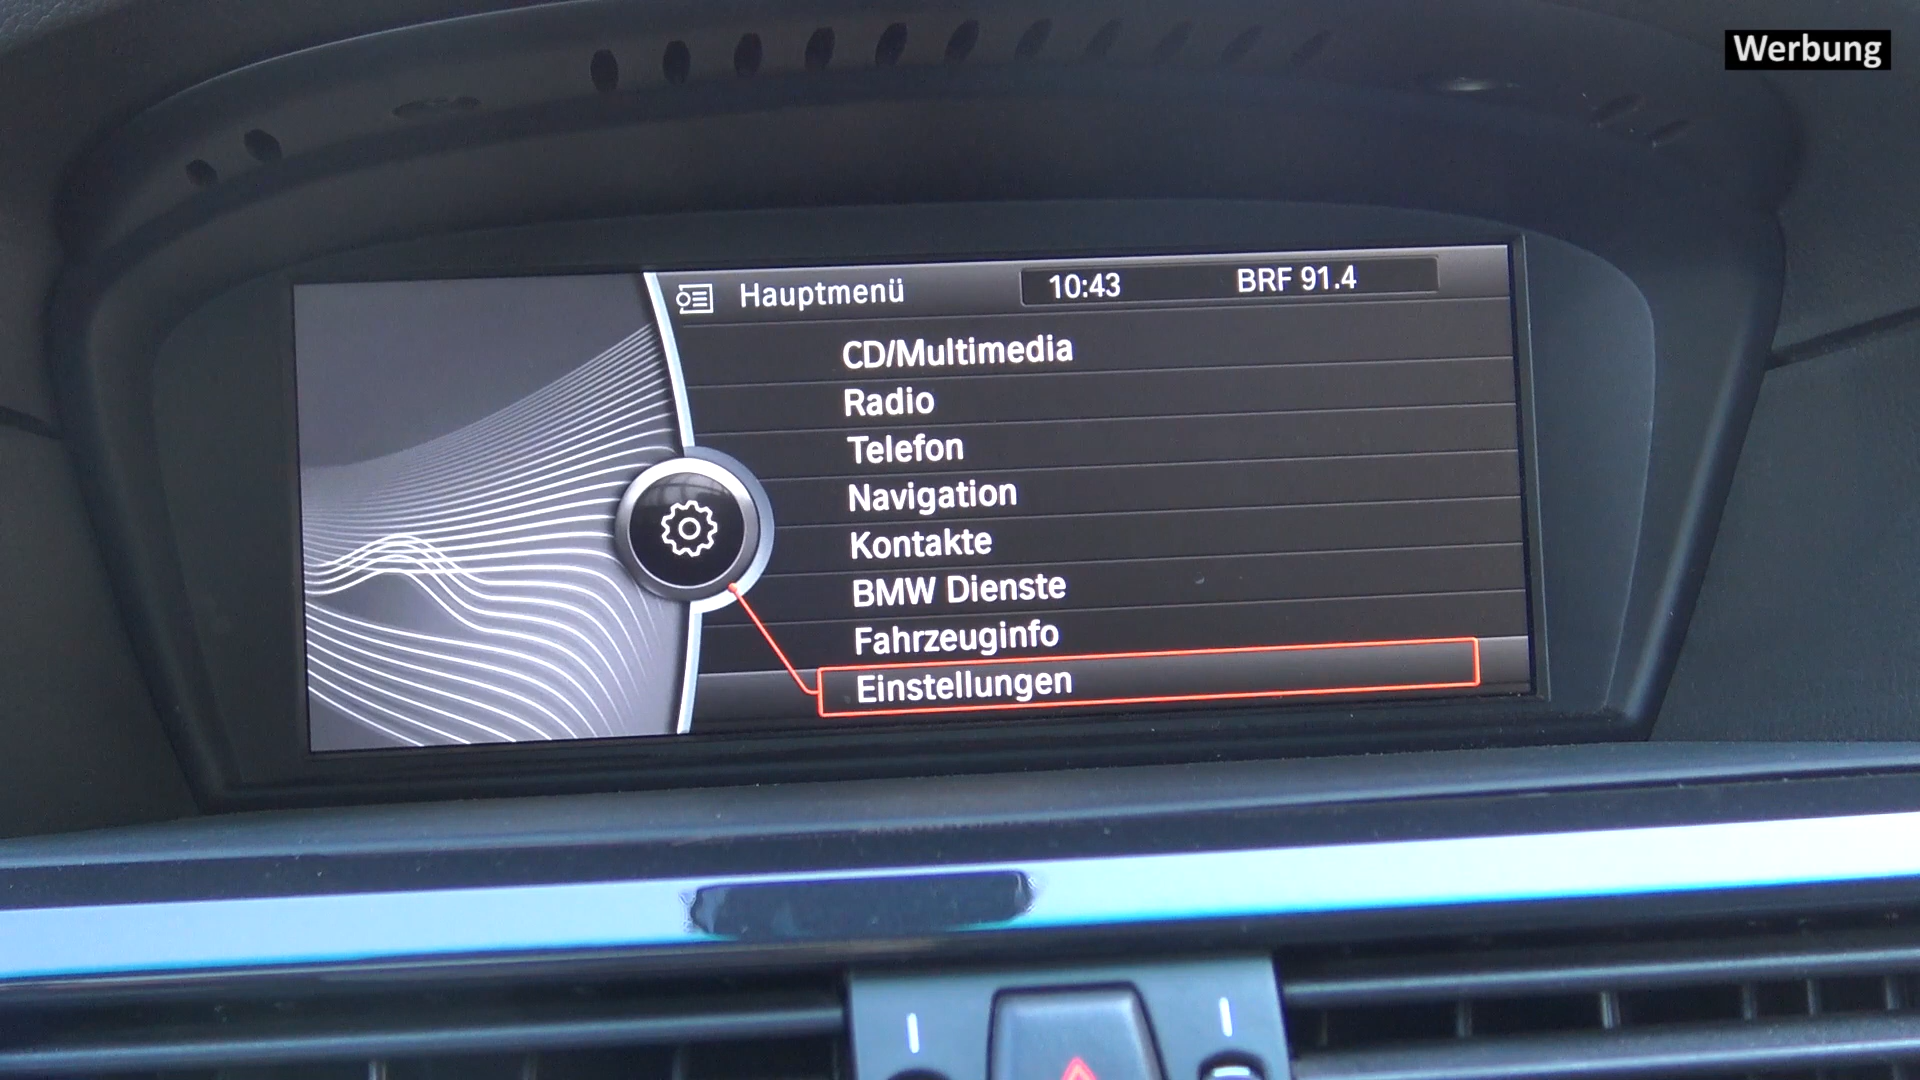 Werbung
Hauptmenü 10:43 BRF 91.4
CD/Multimedia
Radio
Telefon
Navigation
Kontakte
BMW Dienste
Fahrzeuginfo
Einstellungen